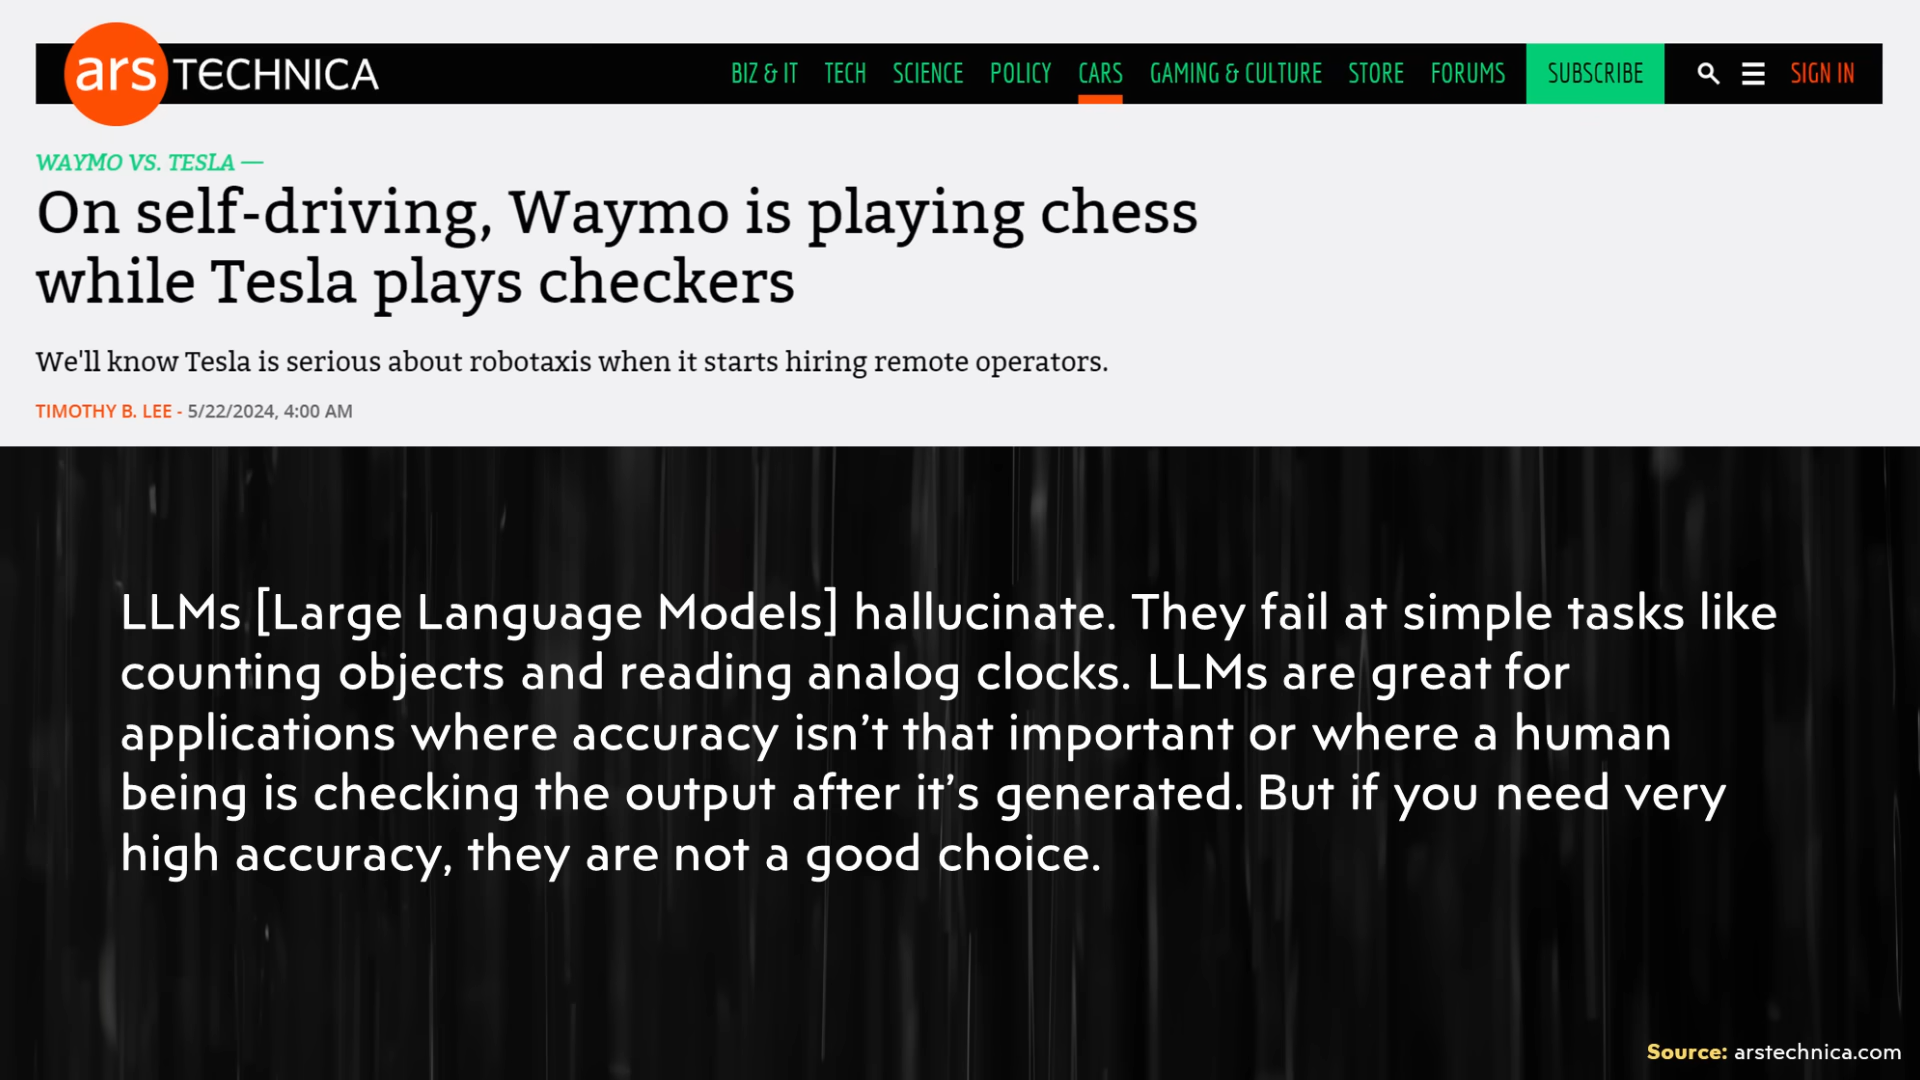 ars TECHNICA
BIZ & IT TECH SCIENCE POLICY CARS GAMING & CULTURE STORE FORUMS SUBSCRIBE SIGN IN
WAYMO VS. TESLA —
On self-driving, Waymo is playing chess
while Tesla plays checkers
We'll know Tesla is serious about robotaxis when it starts hiring remote operators.
TIMOTHY B. LEE - 5/22/2024, 4:00 AM
LLMs [Large Language Models] hallucinate. They fail at simple tasks like
counting objects and reading analog clocks. LLMs are great for
applications where accuracy isn’t that important or where a human
being is checking the output after it’s generated. But if you need very
high accuracy, they are not a good choice.
Source: arstechnica.com